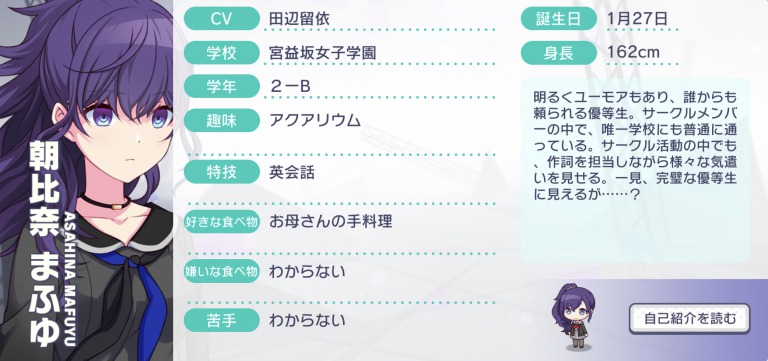 朝比奈 まふゆ
ASAHINA MAFUYU
CV 田辺留依
学校 宮益坂女子学園
学年 2－B
趣味 アクアリウム
特技 英会話
好きな食べ物 お母さんの手料理
嫌いな食べ物 わからない
苦手 わからない
誕生日 1月27日
身長 162cm
明るくユーモアもあり、誰からも
頼られる優等生。サークルメンバ
ーの中で、唯一学校にも普通に通
っている。サークル活動の中でも
、作詞を担当しながら様々な気遣
いを見せる。一見、完璧な優等生
に見えるが……？
自己紹介を読む